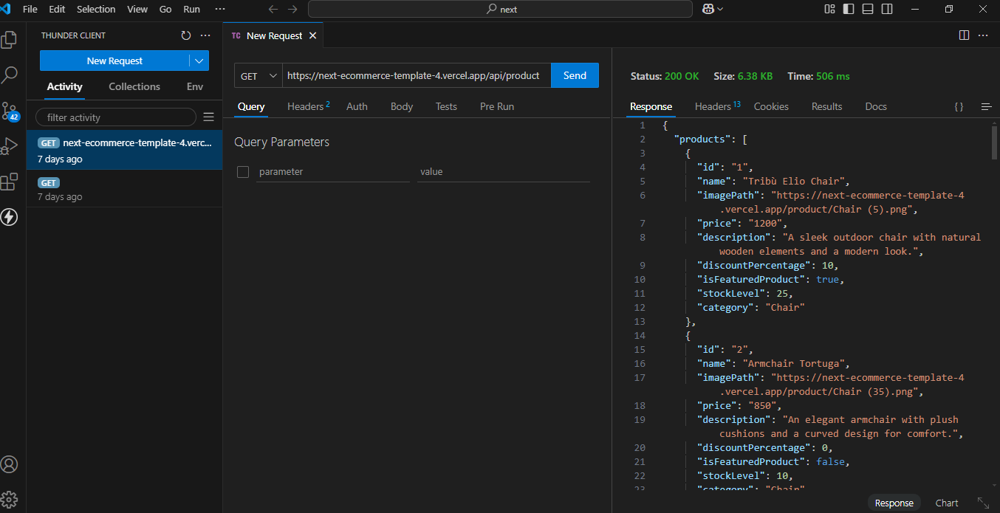 File Edit Selection View Go Run ··· next
THUNDER CLIENT ···
TC New Request ···
New Request
GET https://next-ecommerce-template-4.vercel.app/api/product Send
Status: 200 OK Size: 6.38 KB Time: 506 ms
Activity Collections Env
Query Headers 2 Auth Body Tests Pre Run
Response Headers 13 Cookies Results Docs { }
filter activity
42
GET next-ecommerce-template-4.verc...
7 days ago
GET
7 days ago
Query Parameters
parameter value
1 {
2 "products": [
3 {
4 "id": "1",
5 "name": "Tribù Elio Chair",
6 "imagePath": "https://next-ecommerce-template-4
.vercel.app/product/Chair (5).png",
7 "price": "1200",
8 "description": "A sleek outdoor chair with natural
wooden elements and a modern look.",
9 "discountPercentage": 10,
10 "isFeaturedProduct": true,
11 "stockLevel": 25,
12 "category": "Chair"
13 },
14 {
15 "id": "2",
16 "name": "Armchair Tortuga",
17 "imagePath": "https://next-ecommerce-template-4
.vercel.app/product/Chair (35).png",
18 "price": "850",
19 "description": "An elegant armchair with plush
cushions and a curved design for comfort.",
20 "discountPercentage": 0,
21 "isFeaturedProduct": false,
22 "stockLevel": 10,
23 "category": "Chair"
Response Chart